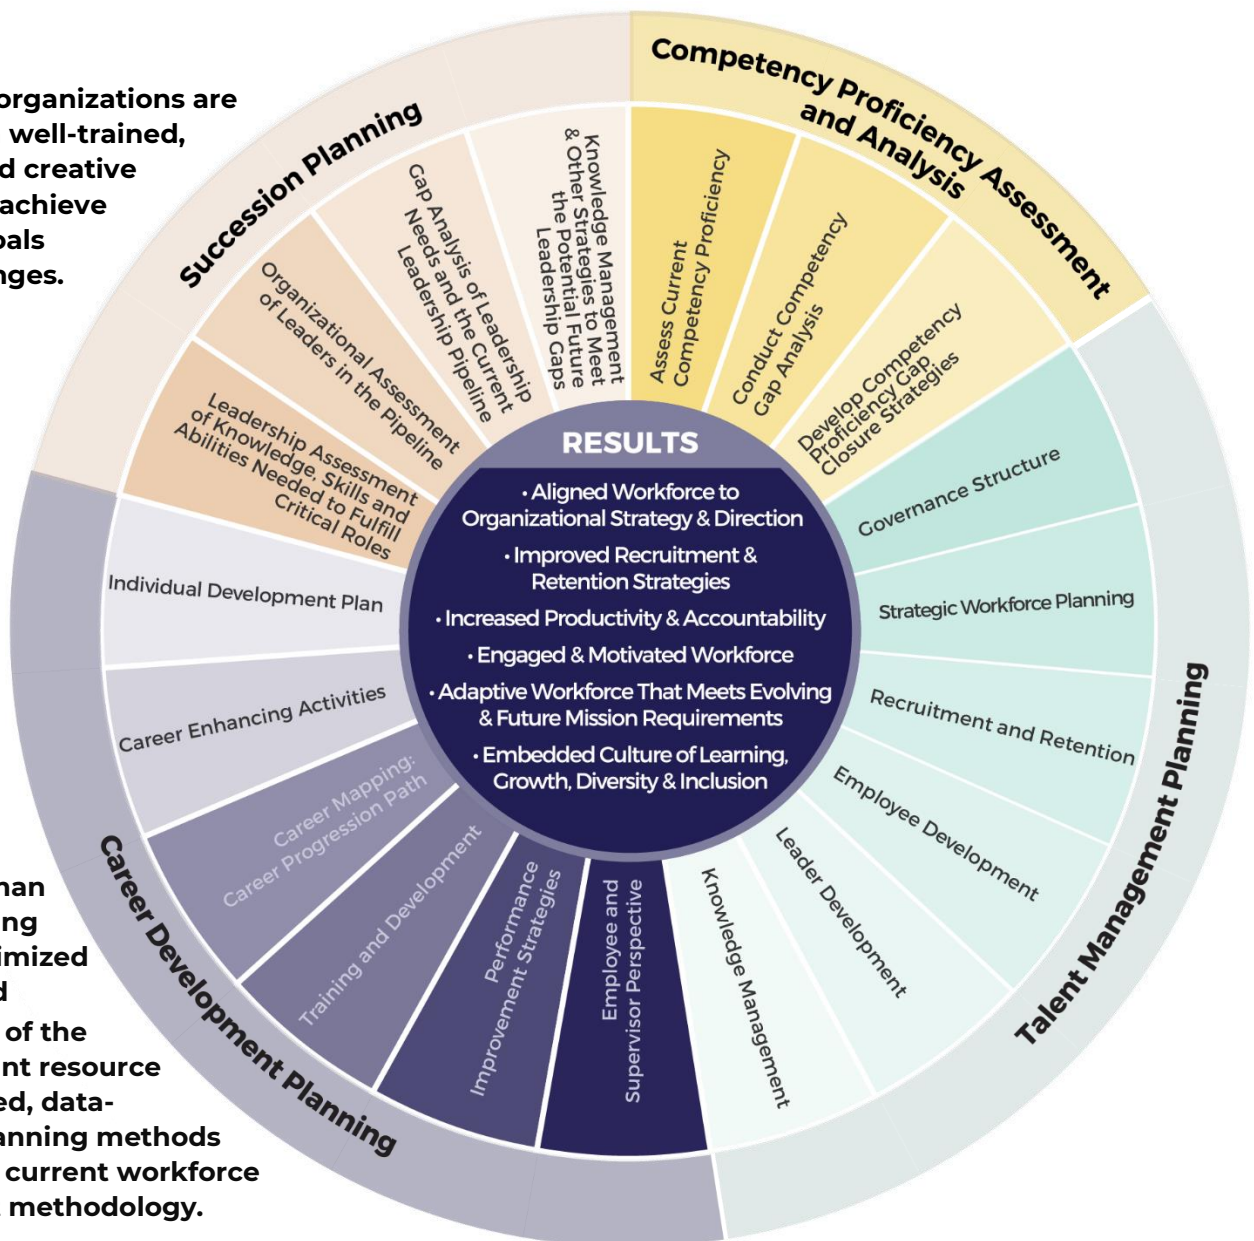 organizations are
well-trained,
d creative
achieve
oals
nges.
Succession Planning
Leadership Assessment
of Knowledge, Skills and
Abilities Needed to Fulfill
Critical Roles
Organizational Assessment
of Leaders in the Pipeline
Gap Analysis of Leadership
Needs and the Current
Leadership Pipeline
Knowledge Management
& Other Strategies to Meet
the Potential Future
Leadership Gaps
Competency Proficiency Assessment
and Analysis
Assess Current
Competency Proficiency
Conduct Competency
Gap Analysis
Develop Competency
Proficiency Gap
Closure Strategies
Talent Management Planning
Governance Structure
Strategic Workforce Planning
Recruitment and Retention
Employee Development
Leader Development
Knowledge Management
Career Development Planning
Employee and
Supervisor Perspective
Performance
Improvement Strategies
Training and Development
Career Mapping:
Career Progression Path
Career Enhancing Activities
Individual Development Plan
RESULTS
• Aligned Workforce to
Organizational Strategy & Direction
• Improved Recruitment &
Retention Strategies
• Increased Productivity & Accountability
• Engaged & Motivated Workforce
• Adaptive Workforce That Meets Evolving
& Future Mission Requirements
• Embedded Culture of Learning,
Growth, Diversity & Inclusion
man
ing
timized
d
of the
ent resource
ed, data-
anning methods
current workforce
methodology.